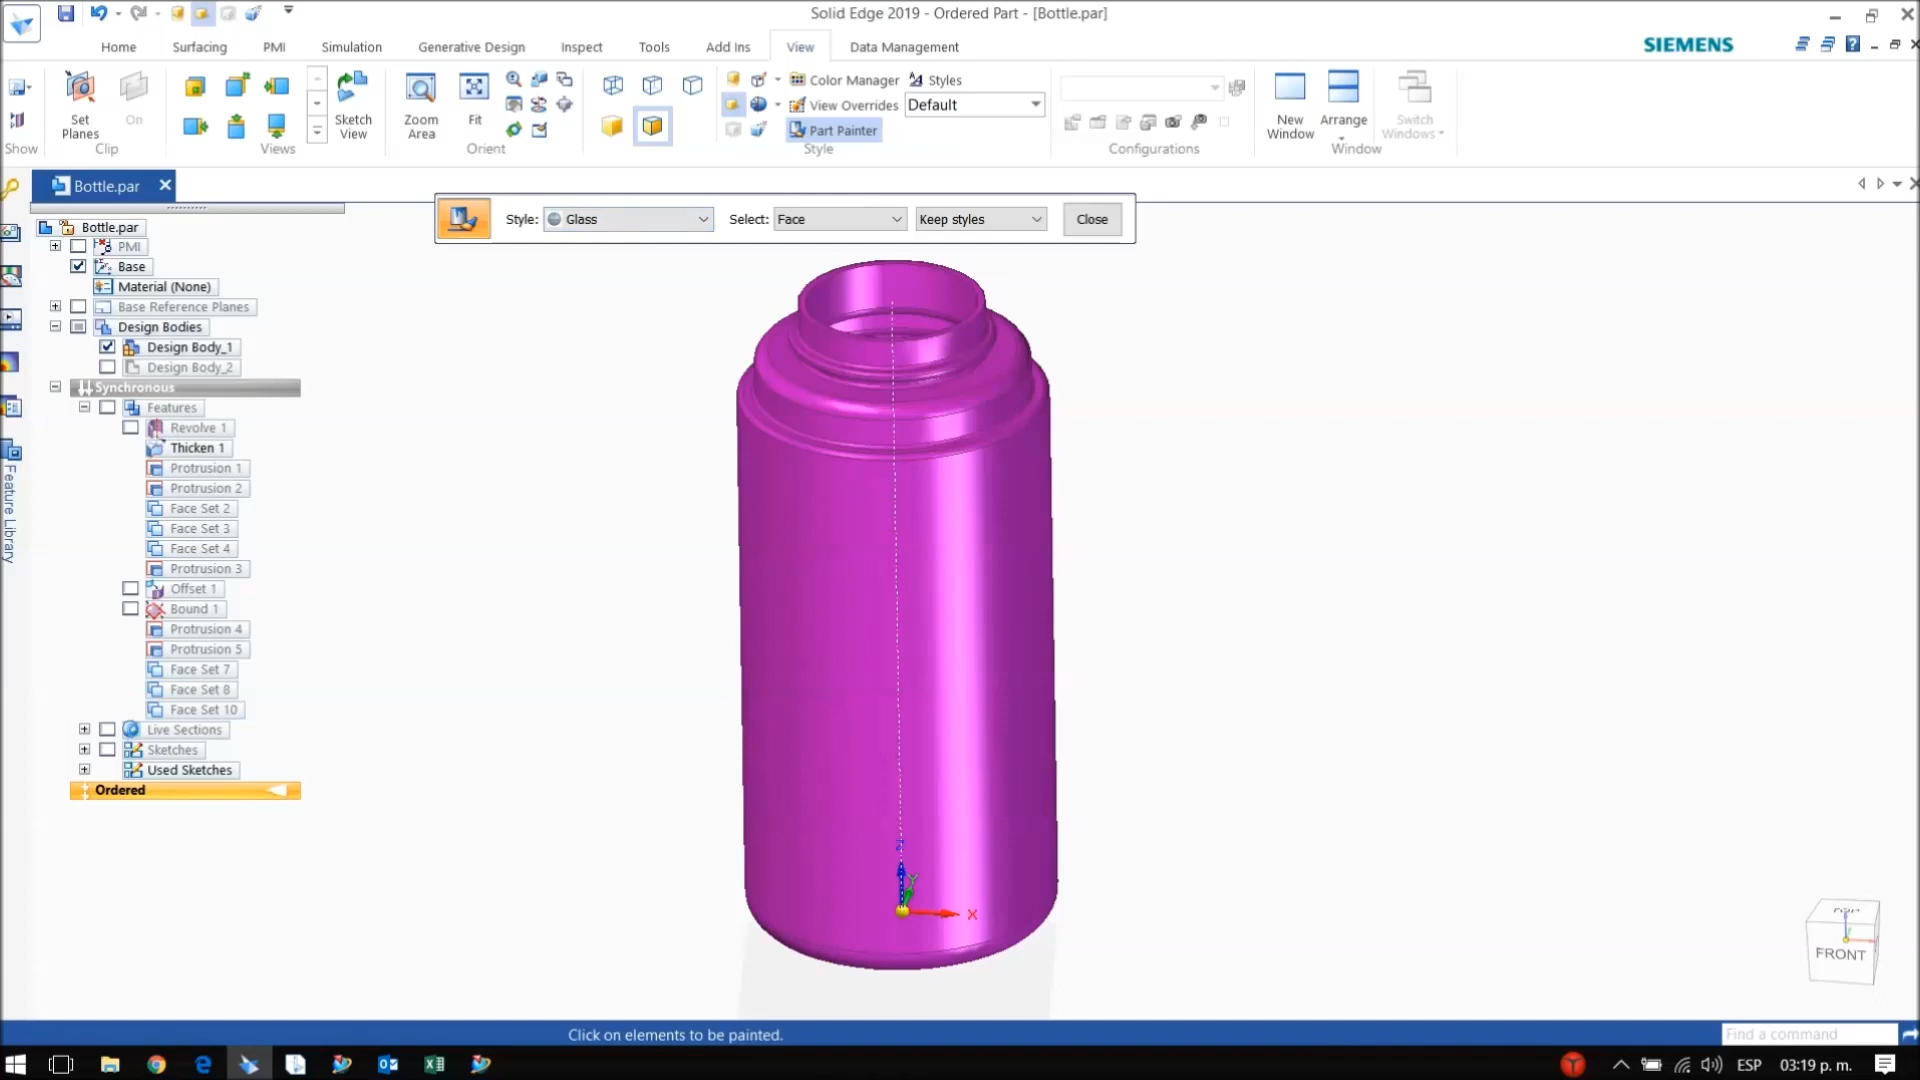 Solid Edge 2019 - Ordered Part - [Bottle.par]
Home Surfacing PMI Simulation Generative Design Inspect Tools Add Ins View Data Management
SIEMENS
Set Planes
On
Sketch View
Zoom Area
Fit
Color Manager
Styles
View Overrides
Default
Part Painter
New Window
Arrange
Switch Windows
Show
Clip
Views
Orient
Style
Configurations
Window
Bottle.par
Style: Glass Select: Face Keep styles Close
Bottle.par
PMI
Base
Material (None)
Base Reference Planes
Design Bodies
Design Body_1
Design Body_2
Synchronous
Features
Revolve 1
Thicken 1
Protrusion 1
Protrusion 2
Face Set 2
Face Set 3
Face Set 4
Protrusion 3
Offset 1
Bound 1
Protrusion 4
Protrusion 5
Face Set 7
Face Set 8
Face Set 10
Live Sections
Sketches
Used Sketches
Ordered
Feature Library
Z
Y
X
TOP
FRONT
Click on elements to be painted.
Find a command
ESP 03:19 p. m.